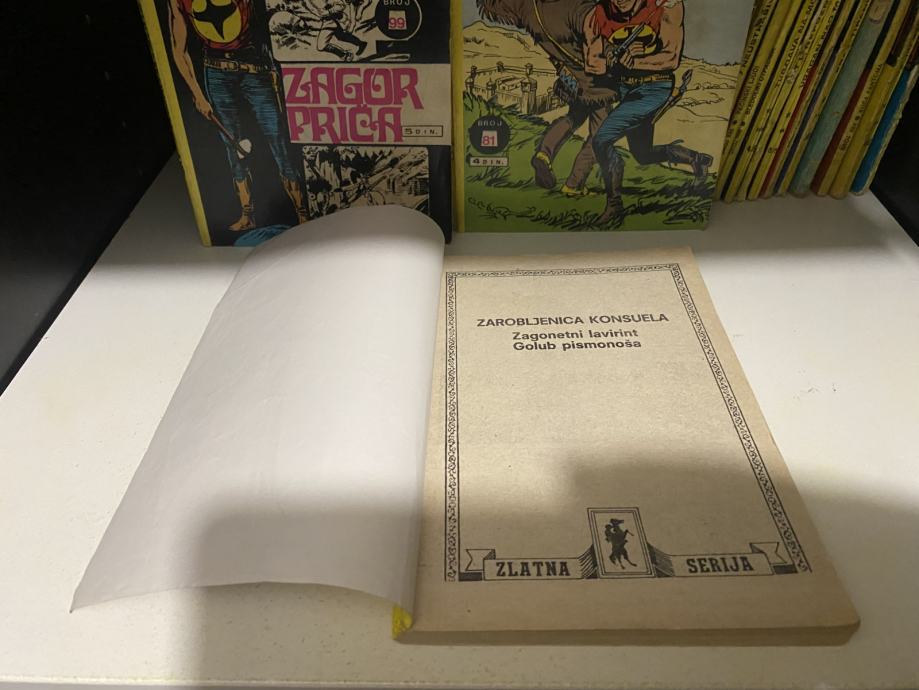 BROJ
99
ZAGOR
PRIČA
5 DIN.
BROJ
81
4 DIN.
ZAROBLJENICA KONSUELA
Zagonetni lavirint
Golub pismonoša
ZLATNA SERIJA